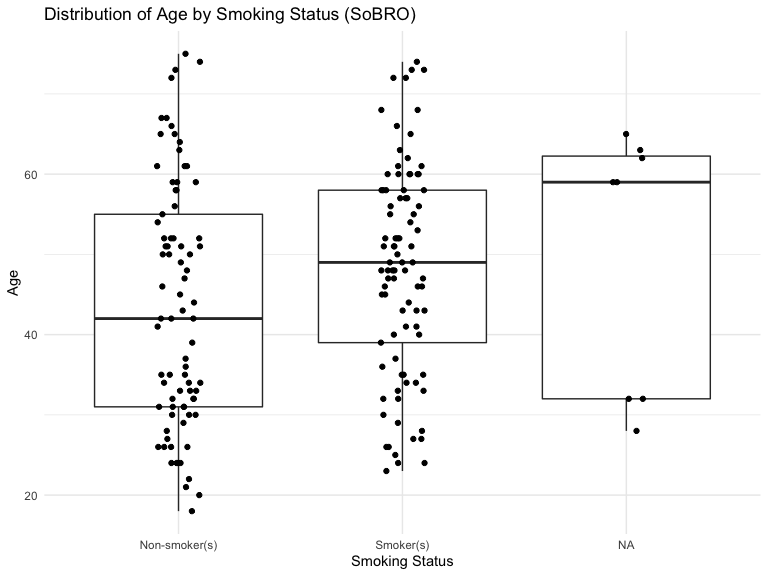 Distribution of Age by Smoking Status (SoBRO)
Age
60
40
20
Non-smoker(s)
Smoker(s)
NA
Smoking Status